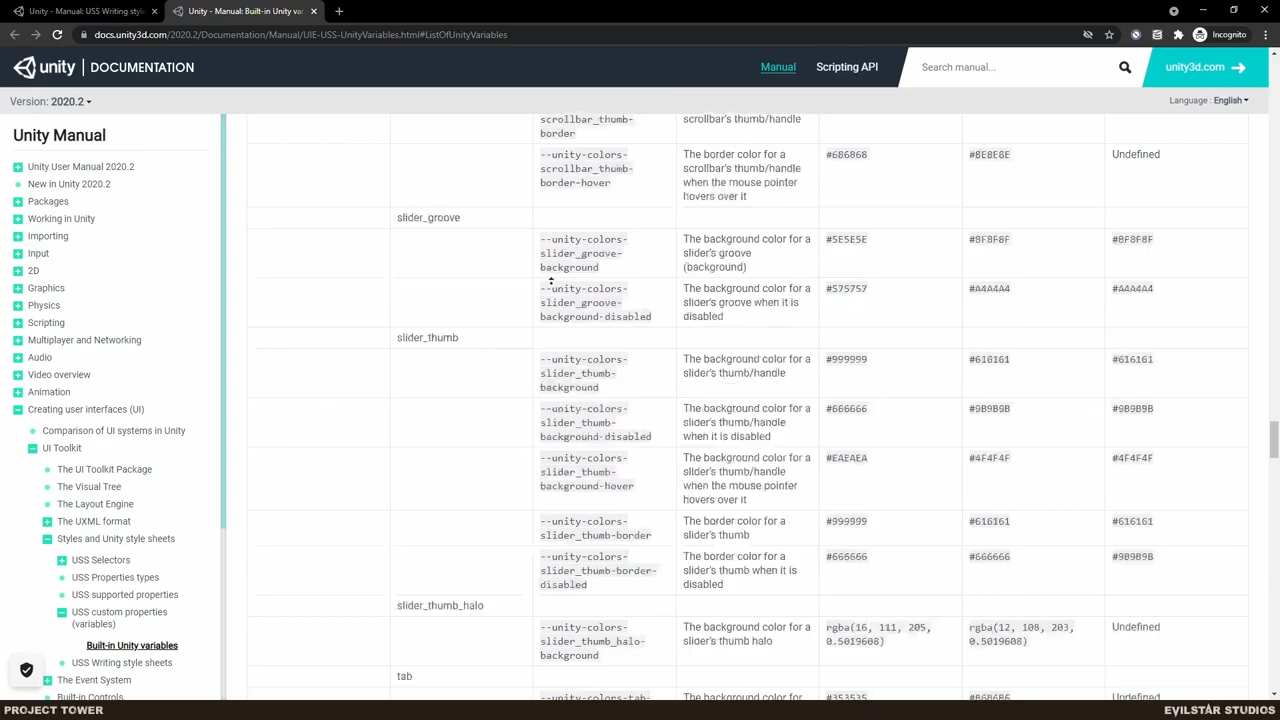 Unity - Manual: USS Writing style
Unity - Manual: Built-in Unity va
docs.unity3d.com/2020.2/Documentation/Manual/UIE-USS-UnityVariables.html#ListOfUnityVariables
Incognito
unity | DOCUMENTATION
Manual
Scripting API
Search manual...
unity3d.com
Version: 2020.2
Language : English
Unity Manual
Unity User Manual 2020.2
New in Unity 2020.2
Packages
Working in Unity
Importing
Input
2D
Graphics
Physics
Scripting
Multiplayer and Networking
Audio
Video overview
Animation
Creating user interfaces (UI)
Comparison of UI systems in Unity
UI Toolkit
The UI Toolkit Package
The Visual Tree
The Layout Engine
The UXML format
Styles and Unity style sheets
USS Selectors
USS Properties types
USS supported properties
USS custom properties
(variables)
Built-in Unity variables
USS Writing style sheets
The Event System
Built-in Controls
scrollbar_thumb-
border
scrollbar's thumb/handle
--unity-colors-
scrollbar_thumb-
border-hover
The border color for a
scrollbar's thumb/handle
when the mouse pointer
hovers over it
#686868
#8E8E8E
Undefined
slider_groove
--unity-colors-
slider_groove-
background
The background color for a
slider's groove
(background)
#5E5E5E
#8F8F8F
#8F8F8F
--unity-colors-
slider_groove-
background-disabled
The background color for a
slider's groove when it is
disabled
#575757
#A4A4A4
#A4A4A4
slider_thumb
--unity-colors-
slider_thumb-
background
The background color for a
slider's thumb/handle
#999999
#616161
#616161
--unity-colors-
slider_thumb-
background-disabled
The background color for a
slider's thumb/handle
when it is disabled
#666666
#9B9B9B
#9B9B9B
--unity-colors-
slider_thumb-
background-hover
The background color for a
slider's thumb/handle
when the mouse pointer
hovers over it
#EAEAEA
#4F4F4F
#4F4F4F
--unity-colors-
slider_thumb-border
The border color for a
slider's thumb
#999999
#616161
#616161
--unity-colors-
slider_thumb-border-
disabled
The border color for a
slider's thumb when it is
disabled
#666666
#666666
#9B9B9B
slider_thumb_halo
--unity-colors-
slider_thumb_halo-
background
The background color for a
slider's thumb halo
rgba(16, 111, 205,
0.5019608)
rgba(12, 108, 203,
0.5019608)
Undefined
tab
--unity-colors-tab-
The background color for
#353535
#B6B6B6
Undefined
PROJECT TOWER
EVILSTAR STUDIOS